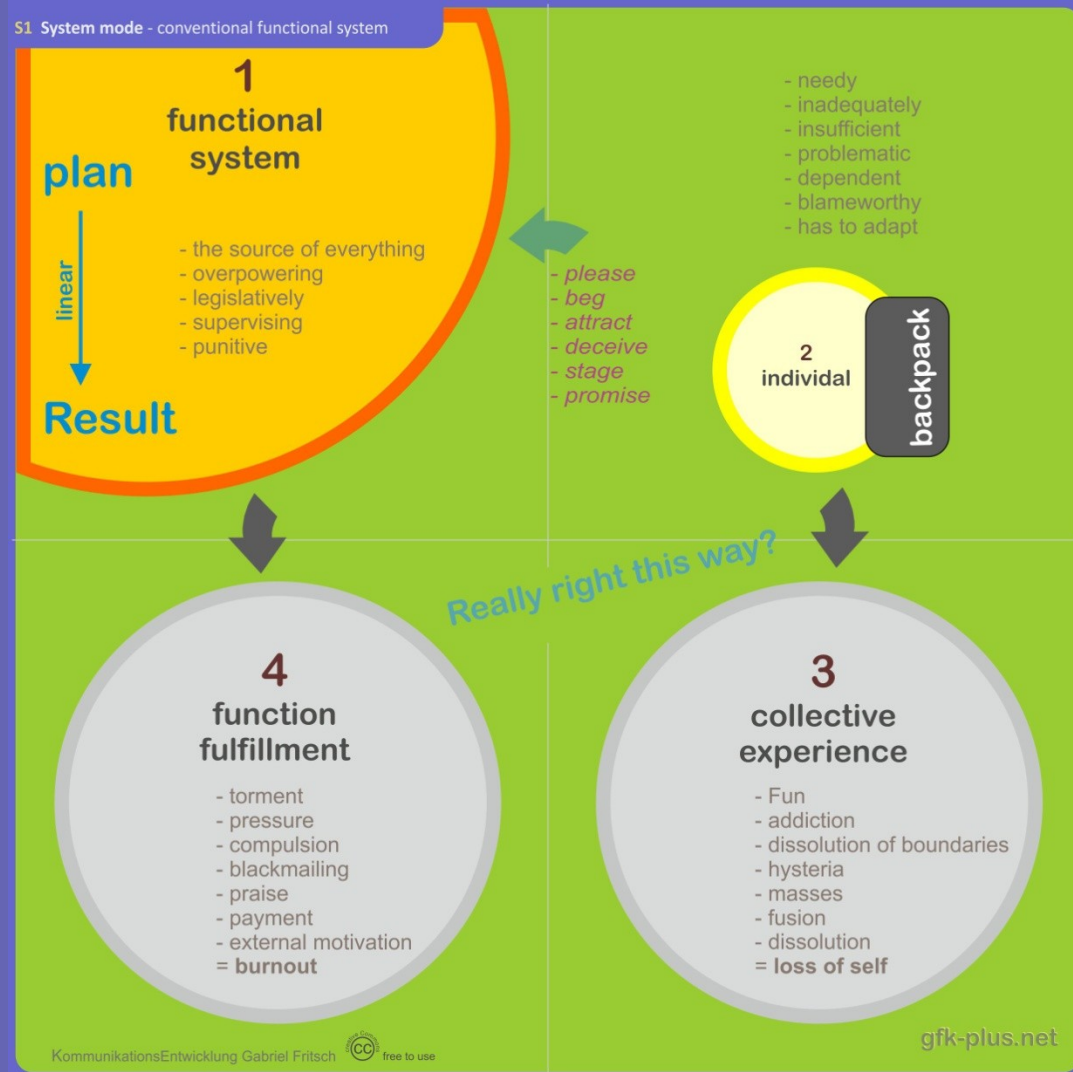 S1 System mode - conventional functional system
1
functional
system
plan
linear
Result
- the source of everything
- overpowering
- legislatively
- supervising
- punitive
- please
- beg
- attract
- deceive
- stage
- promise
- needy
- inadequately
- insufficient
- problematic
- dependent
- blameworthy
- has to adapt
2
individal
backpack
Really right this way?
4
function
fulfillment
- torment
- pressure
- compulsion
- blackmailing
- praise
- payment
- external motivation
= burnout
3
collective
experience
- Fun
- addiction
- dissolution of boundaries
- hysteria
- masses
- fusion
- dissolution
= loss of self
KommunikationsEntwicklung Gabriel Fritsch
Creative Commons
CC
free to use
gfk-plus.net